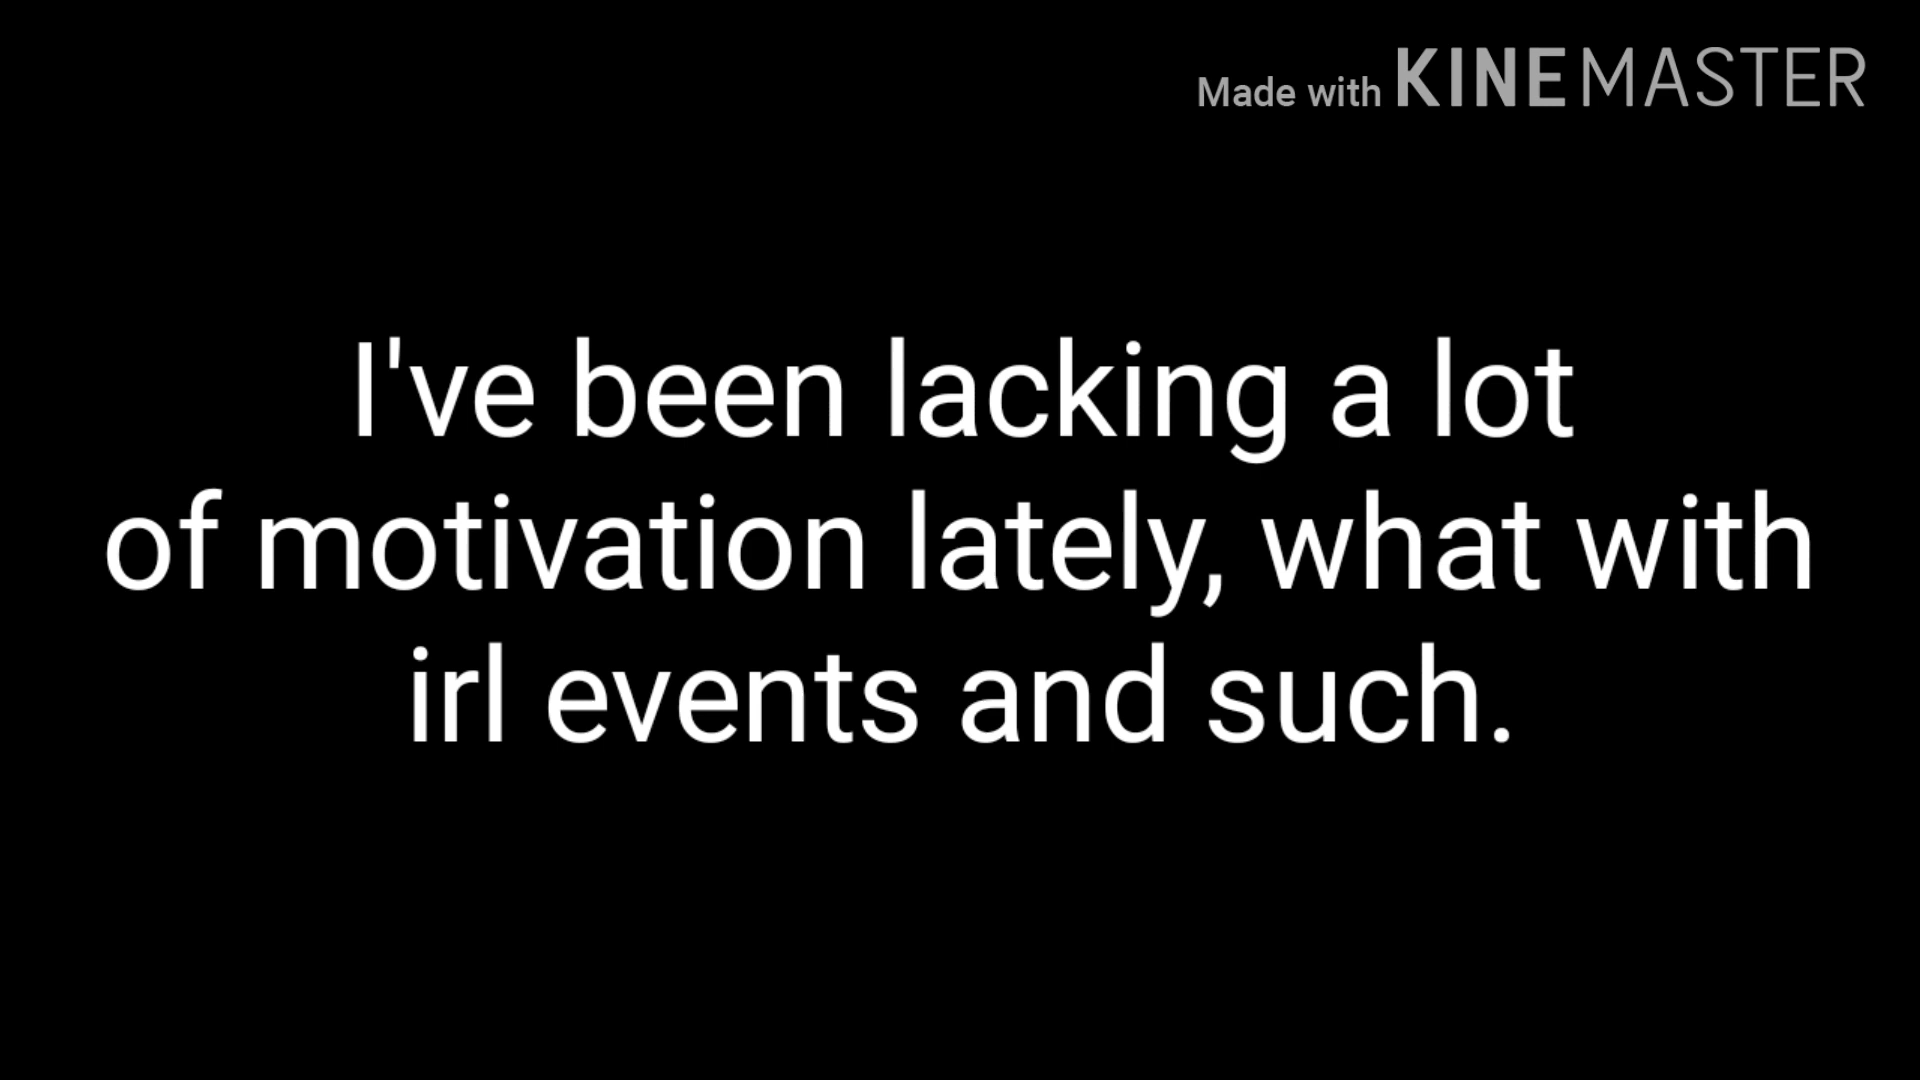 Made with KINEMASTER
I've been lacking a lot
of motivation lately, what with
irl events and such.